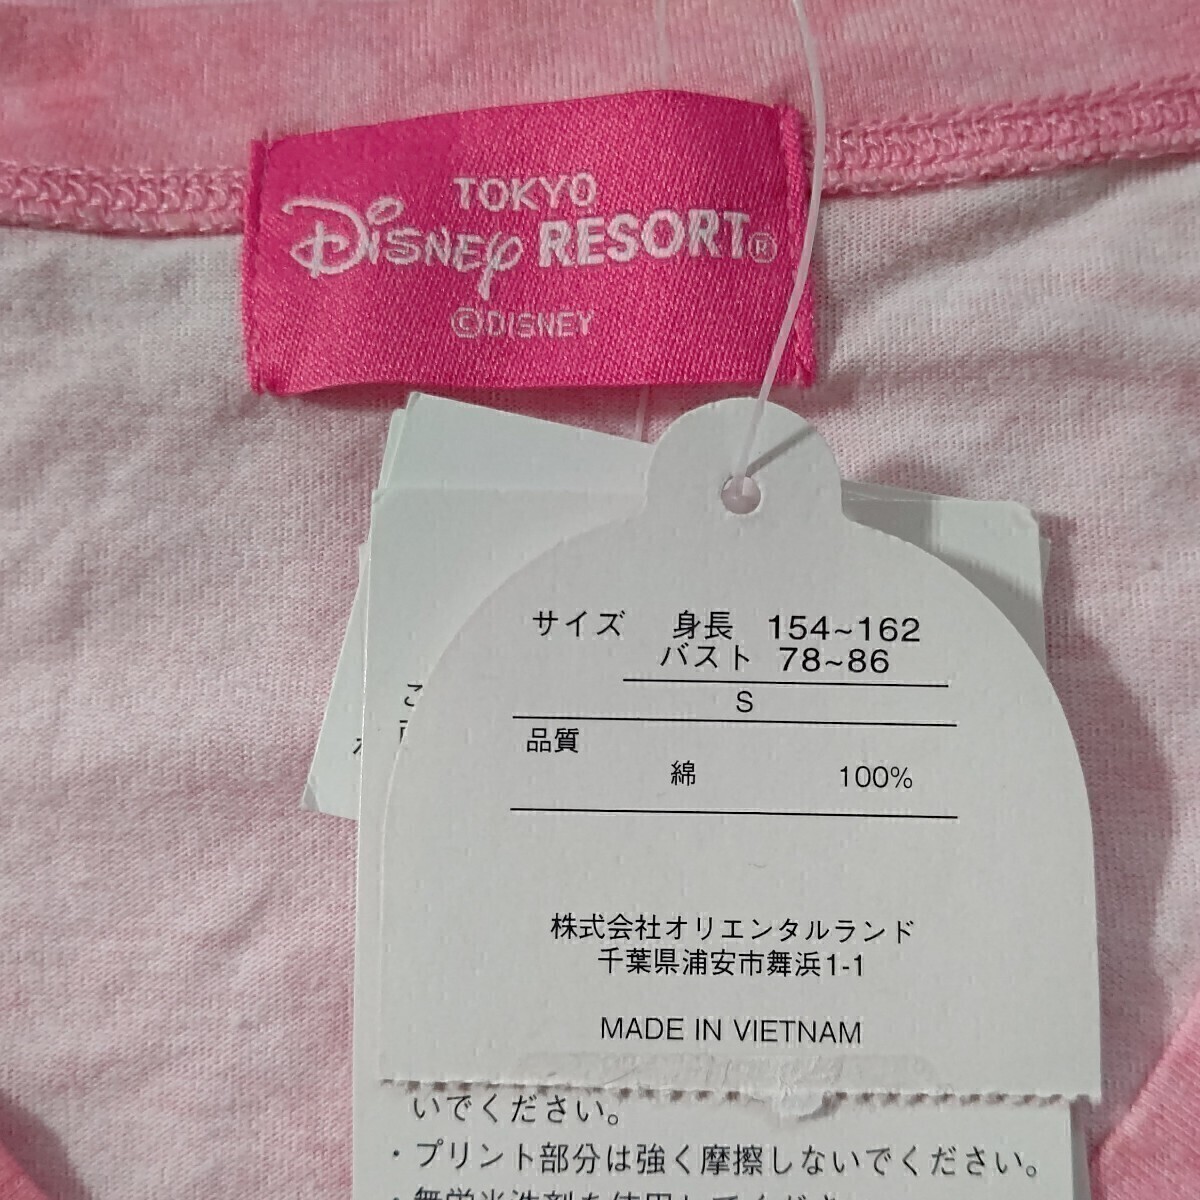 TOKYO
Disney RESORT®
©DISNEY
サイズ 身長 154~162
バスト 78~86
S
品質
綿 100%
株式会社オリエンタルランド
千葉県浦安市舞浜1-1
MADE IN VIETNAM
いでください。
・プリント部分は強く摩擦しないでください。